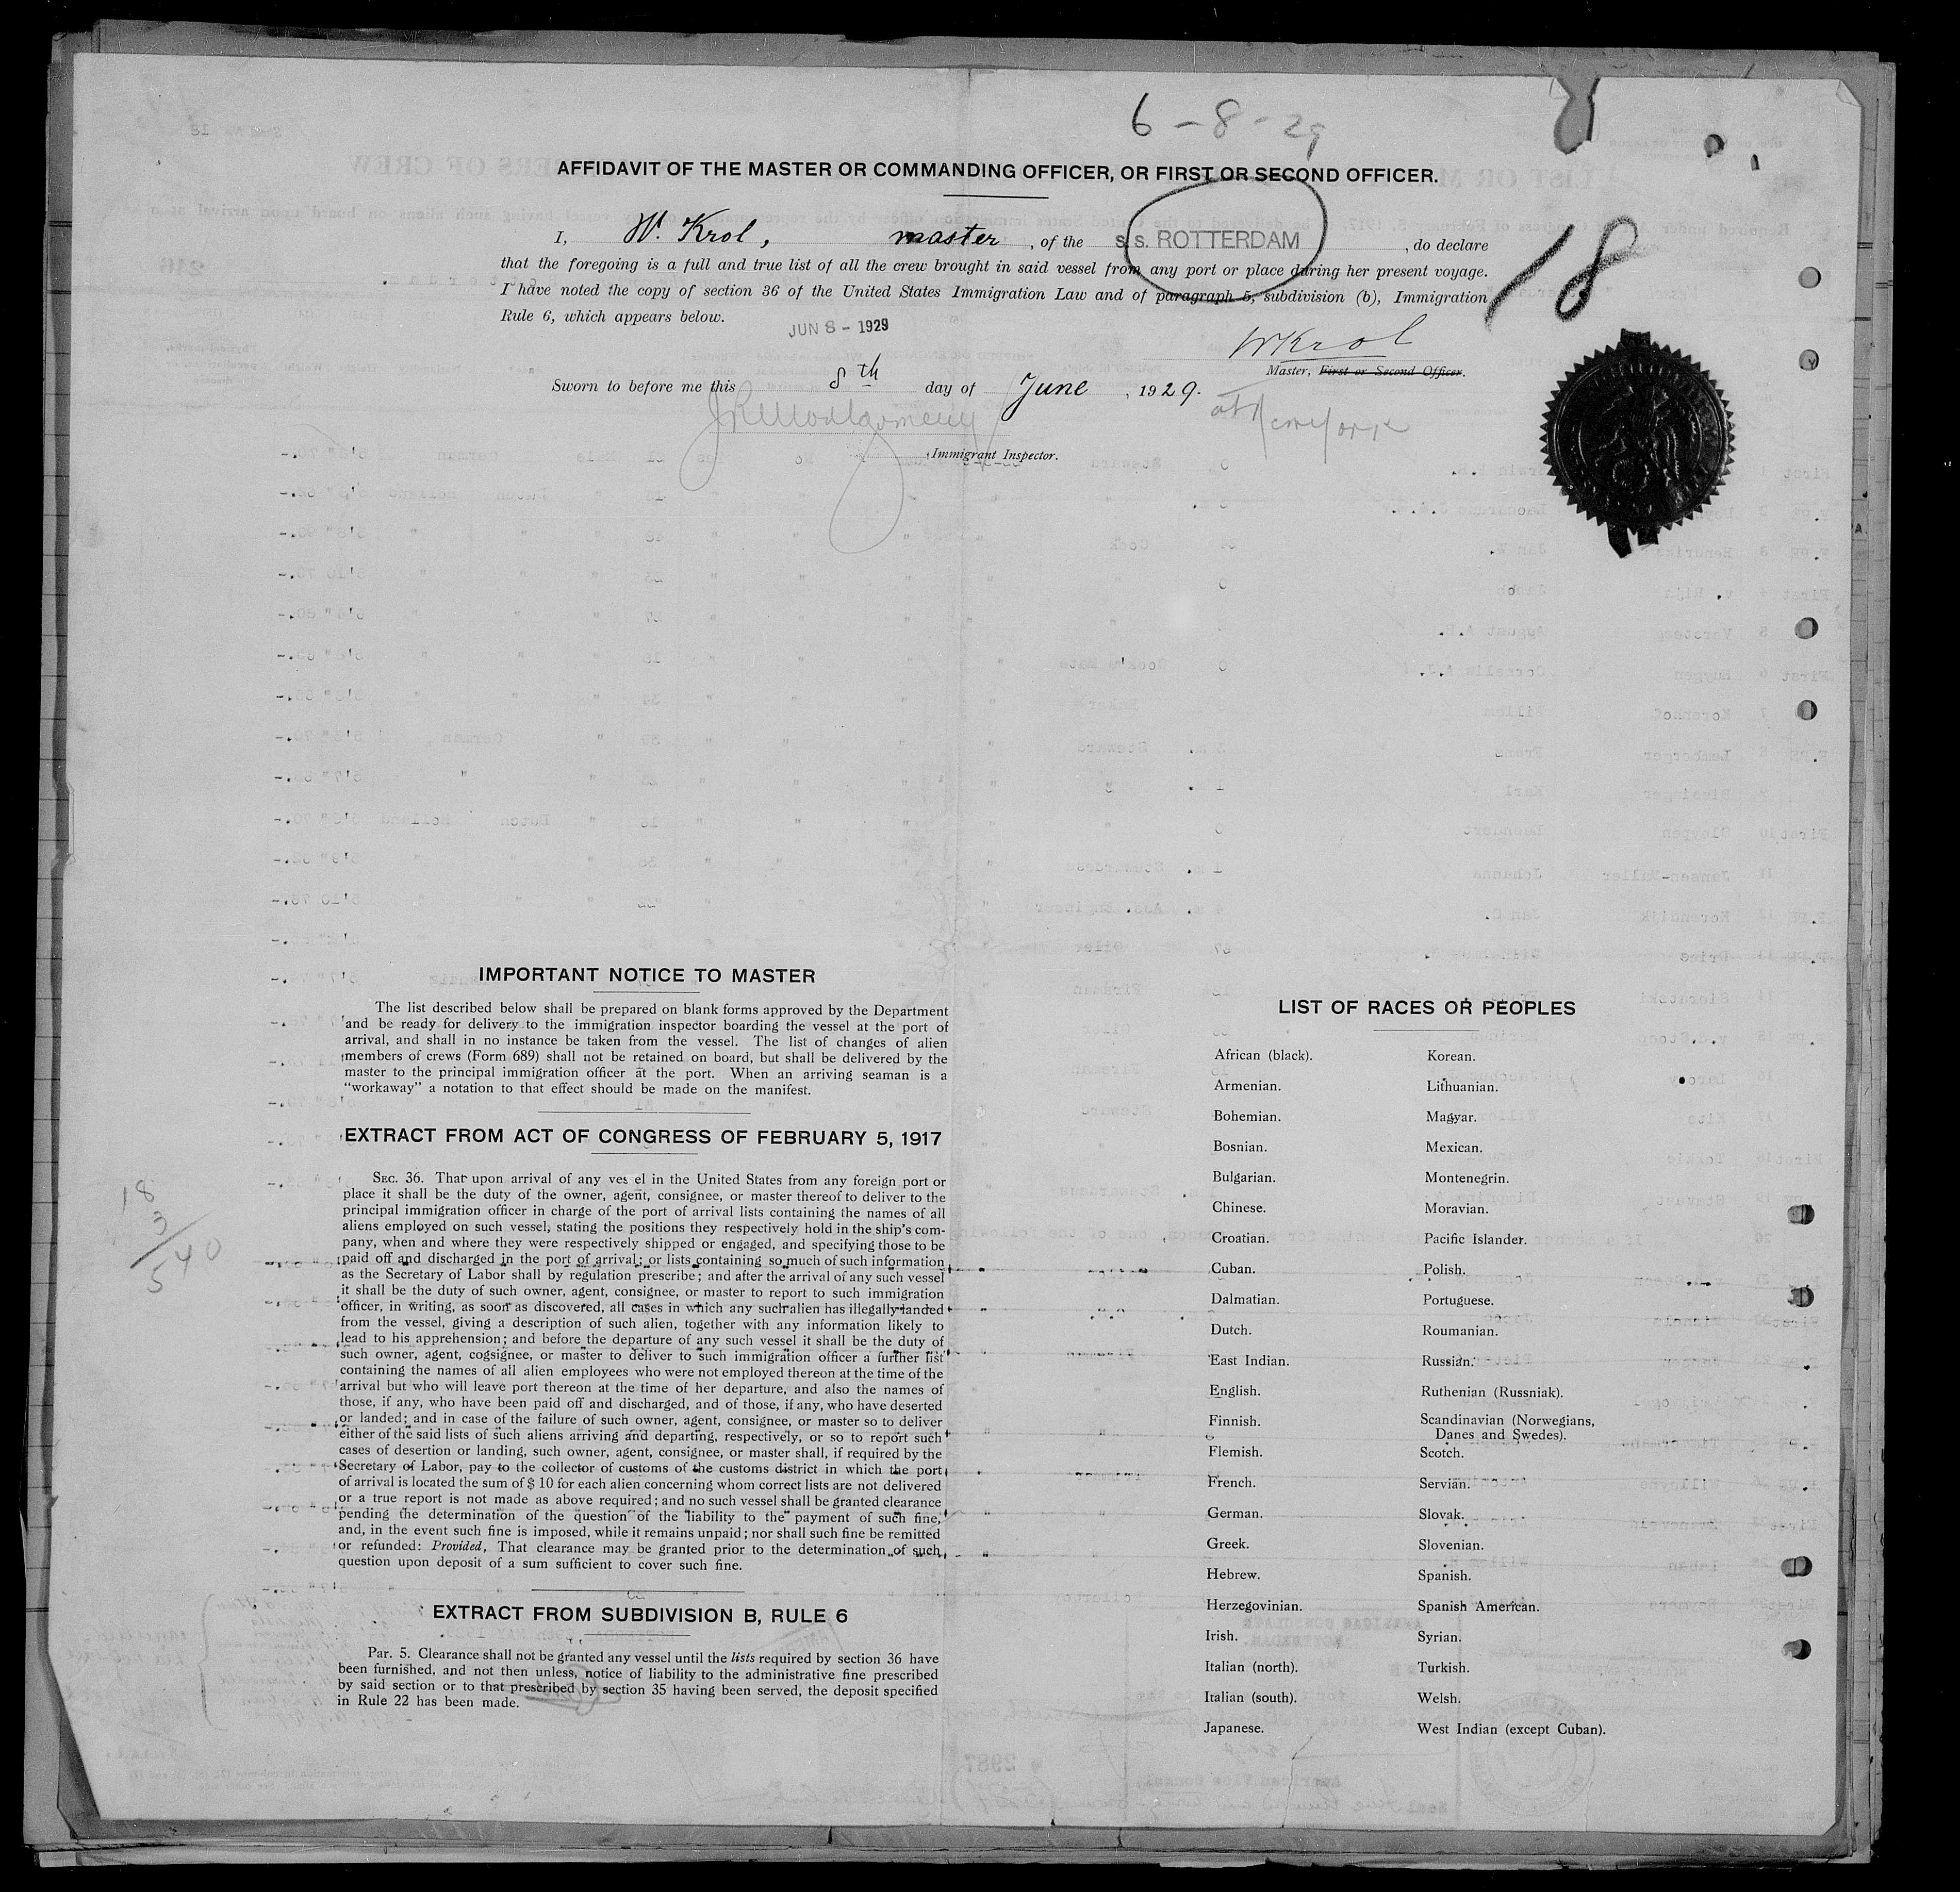 6 - 8 - 29
AFFIDAVIT OF THE MASTER OR COMMANDING OFFICER, OR FIRST OR SECOND OFFICER.
I, W. Krol, master, of the s.s. ROTTERDAM, do declare
that the foregoing is a full and true list of all the crew brought in said vessel from any port or place during her present voyage.
I have noted the copy of section 36 of the United States Immigration Law and of paragraph 5, subdivision (b), Immigration
Rule 6, which appears below.
18
JUN 8 - 1929
WKrol
Master, First or Second Officer.
Sworn to before me this 8th day of June, 1929.
at New York
Immigrant Inspector.
IMPORTANT NOTICE TO MASTER
The list described below shall be prepared on blank forms approved by the Department
and be ready for delivery to the immigration inspector boarding the vessel at the port of
arrival, and shall in no instance be taken from the vessel. The list of changes of alien
members of crews (Form 689) shall not be retained on board, but shall be delivered by the
master to the principal immigration officer at the port. When an arriving seaman is a
"workaway" a notation to that effect should be made on the manifest.
EXTRACT FROM ACT OF CONGRESS OF FEBRUARY 5, 1917
SEC. 36. That upon arrival of any ves el in the United States from any foreign port or
place it shall be the duty of the owner, agent, consignee, or master thereof to deliver to the
principal immigration officer in charge of the port of arrival lists containing the names of all
aliens employed on such vessel, stating the positions they respectively hold in the ship's com-
pany, when and where they were respectively shipped or engaged, and specifying those to be
paid off and discharged in the port of arrival; or lists containing so much of such information
as the Secretary of Labor shall by regulation prescribe; and after the arrival of any such vessel
it shall be the duty of such owner, agent, consignee, or master to report to such immigration
officer, in writing, as soon as discovered, all cases in which any such alien has illegally landed
from the vessel, giving a description of such alien, together with any information likely to
lead to his apprehension; and before the departure of any such vessel it shall be the duty of
such owner, agent, cogsignee, or master to deliver to such immigration officer a further list
containing the names of all alien employees who were not employed thereon at the time of the
arrival but who will leave port thereon at the time of her departure, and also the names of
those, if any, who have been paid off and discharged, and of those, if any, who have deserted
or landed; and in case of the failure of such owner, agent, consignee, or master so to deliver
either of the said lists of such aliens arriving and departing, respectively, or so to report such
cases of desertion or landing, such owner, agent, consignee, or master shall, if required by the
Secretary of Labor, pay to the collector of customs of the customs district in which the port
of arrival is located the sum of $ 10 for each alien concerning whom correct lists are not delivered
or a true report is not made as above required; and no such vessel shall be granted clearance
pending the determination of the question of the liability to the payment of such fine,
and, in the event such fine is imposed, while it remains unpaid; nor shall such fine be remitted
or refunded: Provided, That clearance may be granted prior to the determination of such
question upon deposit of a sum sufficient to cover such fine.
18
3
540
EXTRACT FROM SUBDIVISION B, RULE 6
Par. 5. Clearance shall not be granted any vessel until the lists required by section 36 have
been furnished, and not then unless, notice of liability to the administrative fine prescribed
by said section or to that prescribed by section 35 having been served, the deposit specified
in Rule 22 has been made.
LIST OF RACES OR PEOPLES
African (black).
Armenian.
Bohemian.
Bosnian.
Bulgarian.
Chinese.
Croatian.
Cuban.
Dalmatian.
Dutch.
East Indian.
English.
Finnish.
Flemish.
French.
German.
Greek.
Hebrew.
Herzegovinian.
Irish.
Italian (north).
Italian (south).
Japanese.
Korean.
Lithuanian.
Magyar.
Mexican.
Montenegrin.
Moravian.
Pacific Islander.
Polish.
Portuguese.
Roumanian.
Russian.
Ruthenian (Russniak).
Scandinavian (Norwegians,
Danes and Swedes).
Scotch.
Servian.
Slovak.
Slovenian.
Spanish.
Spanish American.
Syrian.
Turkish.
Welsh.
West Indian (except Cuban).